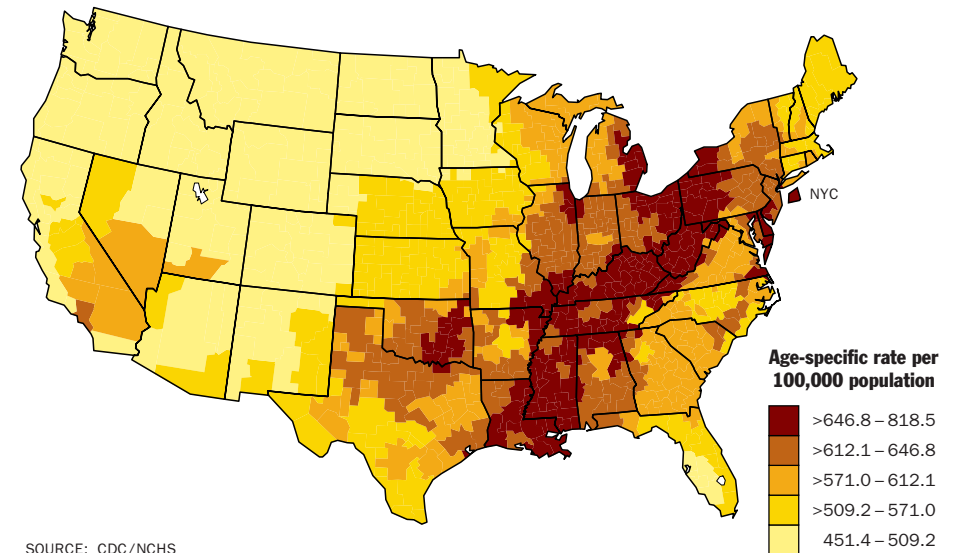 NYC
Age-specific rate per
100,000 population
>646.8–818.5
>612.1–646.8
>571.0–612.1
>509.2–571.0
451.4–509.2
SOURCE: CDC/NCHS